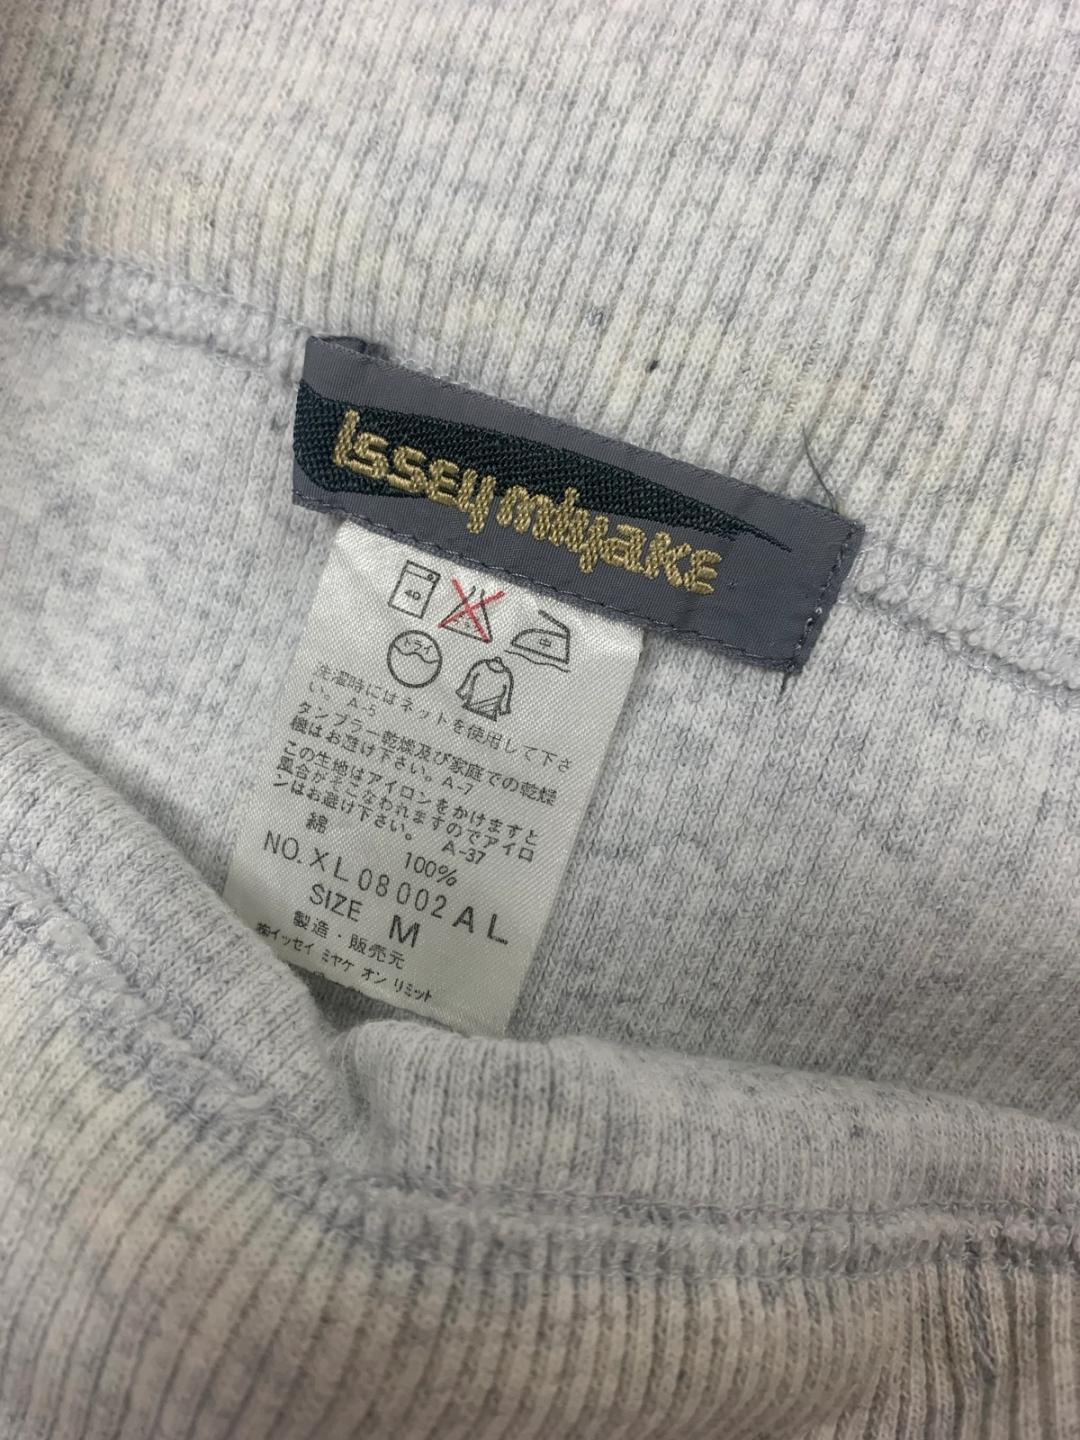 Issey miyaKE
40
ドライ
洗濯時にはネットを使用して下さ
い。 A-5
タンブラー乾燥及び家庭での乾燥
機はお避け下さい。A-7
この生地はアイロンをかけますと
風合がそこなわれますのでアイロ
ンはお避け下さい。 A-37
綿 100%
NO. XL08002AL
SIZE M
製造・販売元
㈱イッセイ ミヤケ オン リミット